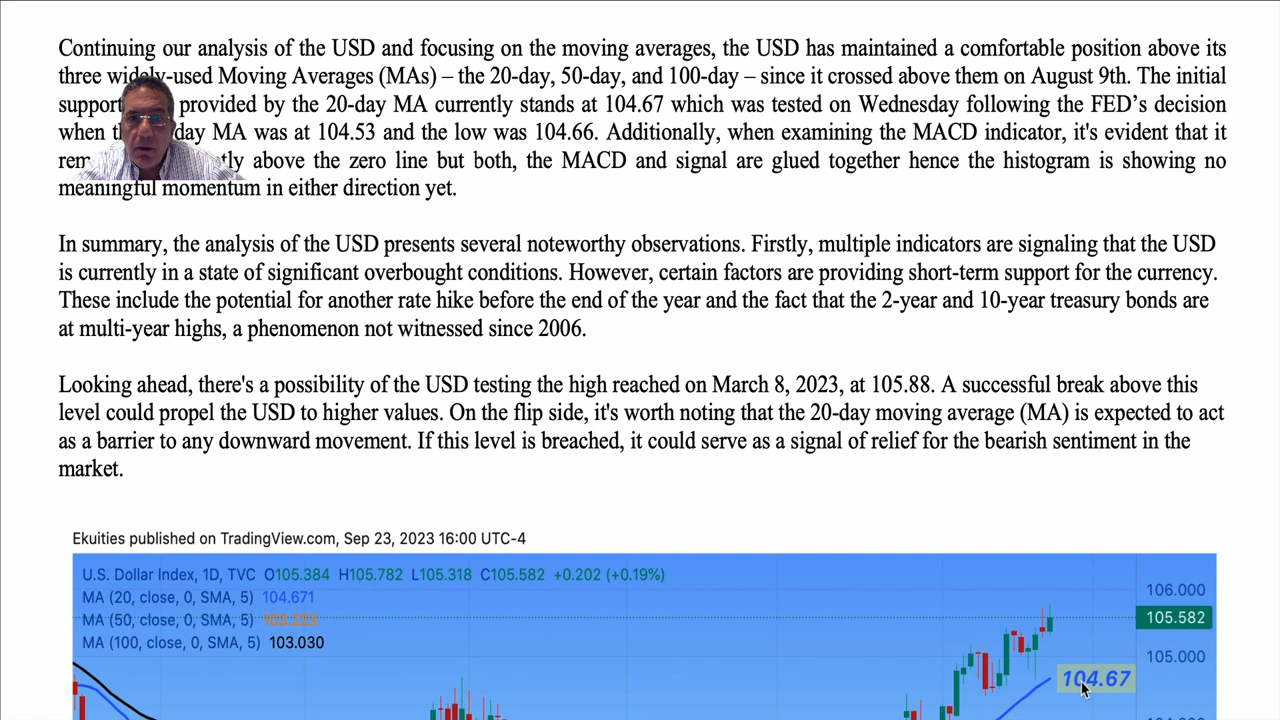 Continuing our analysis of the USD and focusing on the moving averages, the USD has maintained a comfortable position above its
three widely-used Moving Averages (MAs) – the 20-day, 50-day, and 100-day – since it crossed above them on August 9th. The initial
support provided by the 20-day MA currently stands at 104.67 which was tested on Wednesday following the FED’s decision
when day MA was at 104.53 and the low was 104.66. Additionally, when examining the MACD indicator, it's evident that it
above the zero line but both, the MACD and signal are glued together hence the histogram is showing no
meaningful momentum in either direction yet.
In summary, the analysis of the USD presents several noteworthy observations. Firstly, multiple indicators are signaling that the USD
is currently in a state of significant overbought conditions. However, certain factors are providing short-term support for the currency.
These include the potential for another rate hike before the end of the year and the fact that the 2-year and 10-year treasury bonds are
at multi-year highs, a phenomenon not witnessed since 2006.
Looking ahead, there's a possibility of the USD testing the high reached on March 8, 2023, at 105.88. A successful break above this
level could propel the USD to higher values. On the flip side, it's worth noting that the 20-day moving average (MA) is expected to act
as a barrier to any downward movement. If this level is breached, it could serve as a signal of relief for the bearish sentiment in the
market.
Ekuities published on TradingView.com, Sep 23, 2023 16:00 UTC-4
U.S. Dollar Index, 1D, TVC O105.384 H105.782 L105.318 C105.582 +0.202 (+0.19%)
MA (20, close, 0, SMA, 5) 104.671
MA (50, close, 0, SMA, 5) 103.223
MA (100, close, 0, SMA, 5) 103.030
106.000
105.582
105.000
104.67